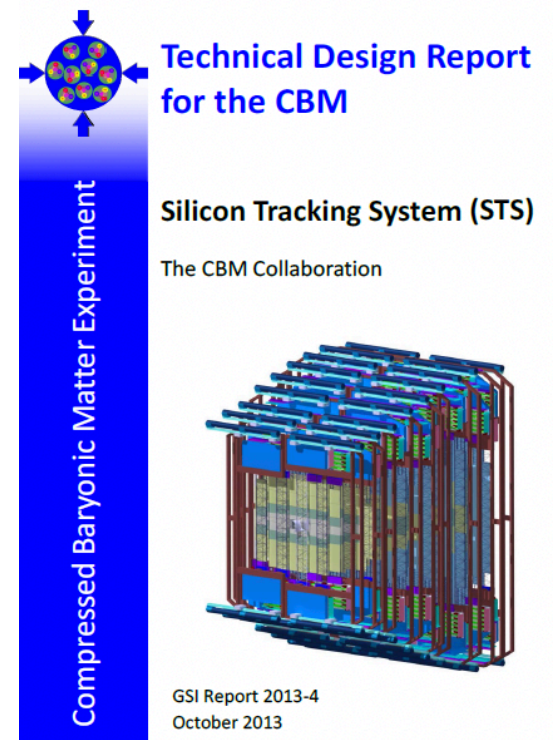 Technical Design Report
for the CBM
Silicon Tracking System (STS)
The CBM Collaboration
Compressed Baryonic Matter Experiment
GSI Report 2013-4
October 2013